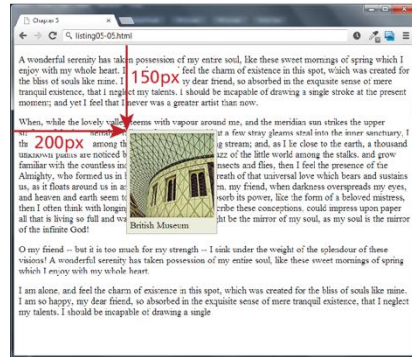 Chapter 5
listing05-05.html
A wonderful serenity has taken possession of my entire soul, like these sweet mornings of spring which I
enjoy with my whole heart. I 150px feel the charm of existence in this spot, which was created for
the bliss of souls like mine. I my dear friend, so absorbed in the exquisite sense of mere
tranquil existence, that I neglect my talents. I should be incapable of drawing a single stroke at the present
moment; and yet I feel that I never was a greater artist than now.
When, while the lovely valley teems with vapour around me, and the meridian sun strikes the upper
200px a few stray gleams steal into the inner sanctuary, I
th among th stream; and, as I lie close to the earth, a thousand
unknown plants are noticed b zz of the little world among the stalks, and grow
familiar with the countless inc nsects and flies, then I feel the presence of the
Almighty, who formed us in l reath of that universal love which bears and sustains
us, as it floats around us in a en, my friend, when darkness overspreads my eyes,
and heaven and earth seem to sorb its power, like the form of a beloved mistress,
then I often think with longing cribe these conceptions, could impress upon paper
all that is living so full and wa ht be the mirror of my soul, as my soul is the mirror
of the infinite God!
British Museum
O my friend -- but it is too much for my strength -- I sink under the weight of the splendour of these
visions! A wonderful serenity has taken possession of my entire soul, like these sweet mornings of spring
which I enjoy with my whole heart.
I am alone, and feel the charm of existence in this spot, which was created for the bliss of souls like mine.
I am so happy, my dear friend, so absorbed in the exquisite sense of mere tranquil existence, that I neglect
my talents. I should be incapable of drawing a single